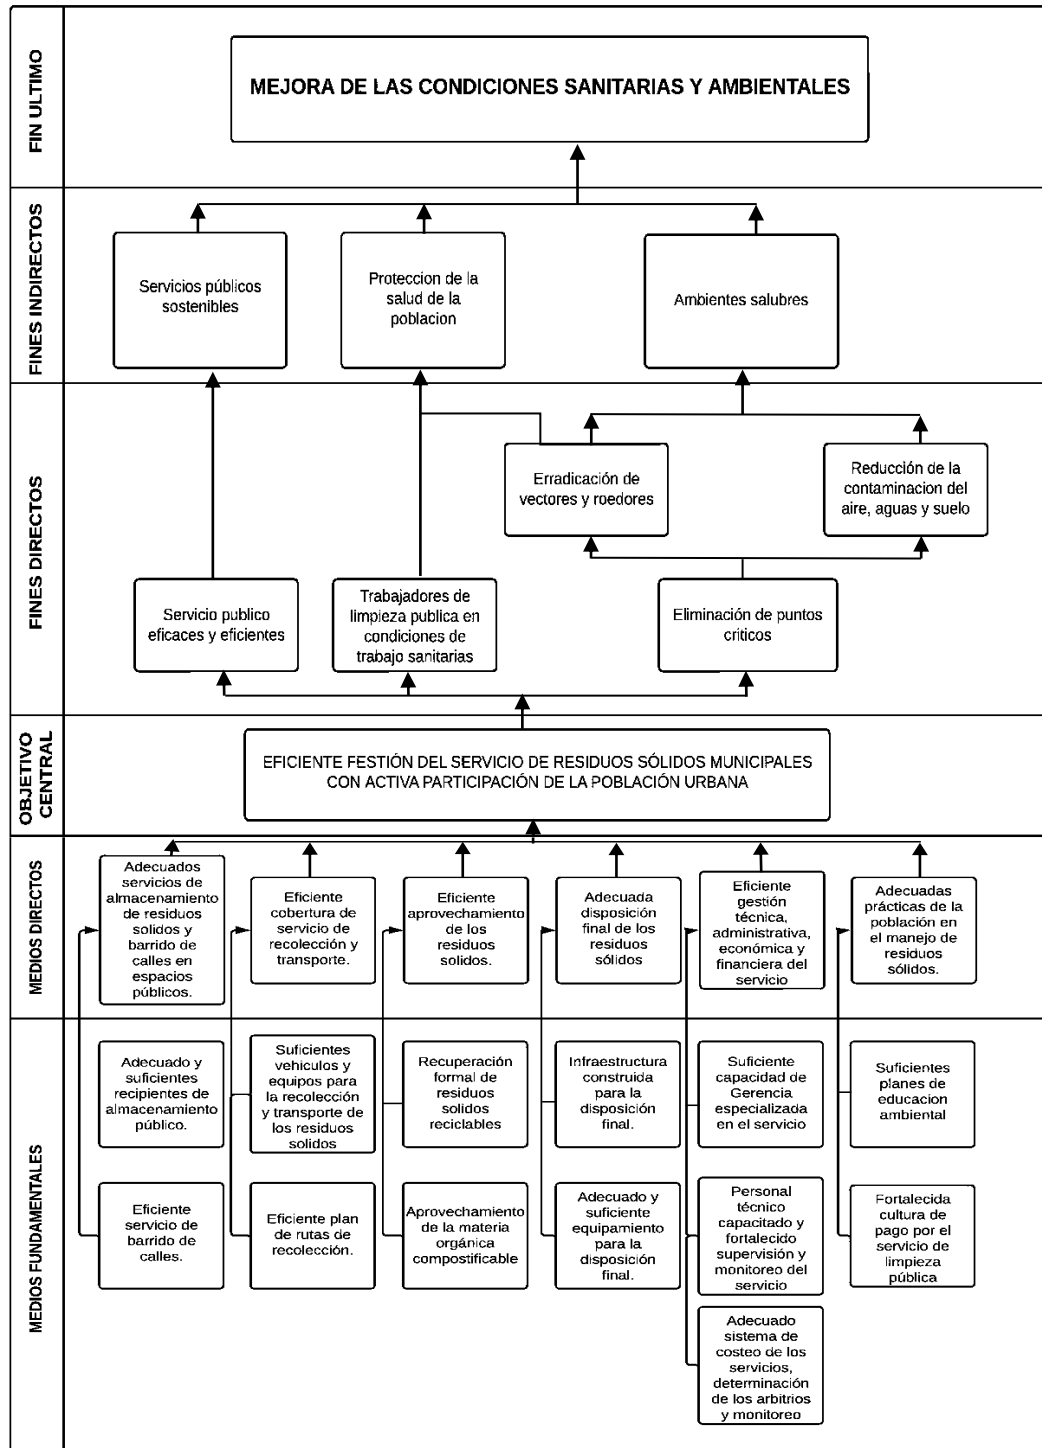 FIN ULTIMO
MEJORA DE LAS CONDICIONES SANITARIAS Y AMBIENTALES
FINES INDIRECTOS
Servicios públicos
sostenibles
Proteccion de la
salud de la
poblacion
Ambientes salubres
FINES DIRECTOS
Erradicación de
vectores y roedores
Reducción de la
contaminacion del
aire, aguas y suelo
Servicio publico
eficaces y eficientes
Trabajadores de
limpieza publica en
condiciones de
trabajo sanitarias
Eliminación de puntos
criticos
OBJETIVO
CENTRAL
EFICIENTE FESTIÓN DEL SERVICIO DE RESIDUOS SÓLIDOS MUNICIPALES
CON ACTIVA PARTICIPACIÓN DE LA POBLACIÓN URBANA
MEDIOS DIRECTOS
Adecuados
servicios de
almacenamiento
de residuos
solidos y
barrido de
calles en
espacios
públicos.
Eficiente
cobertura de
servicio de
recolección y
transporte.
Eficiente
aprovechamiento
de los residuos
solidos.
Adecuada
disposición
final de los
residuos
sólidos
Eficiente
gestión
técnica,
administrativa,
económica y
financiera del
servicio
Adecuadas
prácticas de la
población en
el manejo de
residuos
sólidos.
MEDIOS FUNDAMENTALES
Adecuado y
suficientes
recipientes de
almacenamiento
público.
Suficientes
vehiculos y
equipos para
la recolección
y transporte de
los residuos
solidos
Recuperación
formal de
residuos
solidos
reciclables
Infraestructura
construida
para la
disposición
final.
Suficiente
capacidad de
Gerencia
especializada
en el servicio
Suficientes
planes de
educacion
ambiental
Eficiente
servicio de
barrido de
calles.
Eficiente plan
de rutas de
recolección.
Aprovechamiento
de la materia
orgánica
compostificable
Adecuado y
suficiente
equipamiento
para la
disposición
final.
Personal
técnico
capacitado y
fortalecido
supervisión y
monitoreo del
servicio
Fortalecida
cultura de
pago por el
servicio de
limpieza
pública
Adecuado
sistema de
costeo de los
servicios,
determinación
de los arbitrios
y monitoreo